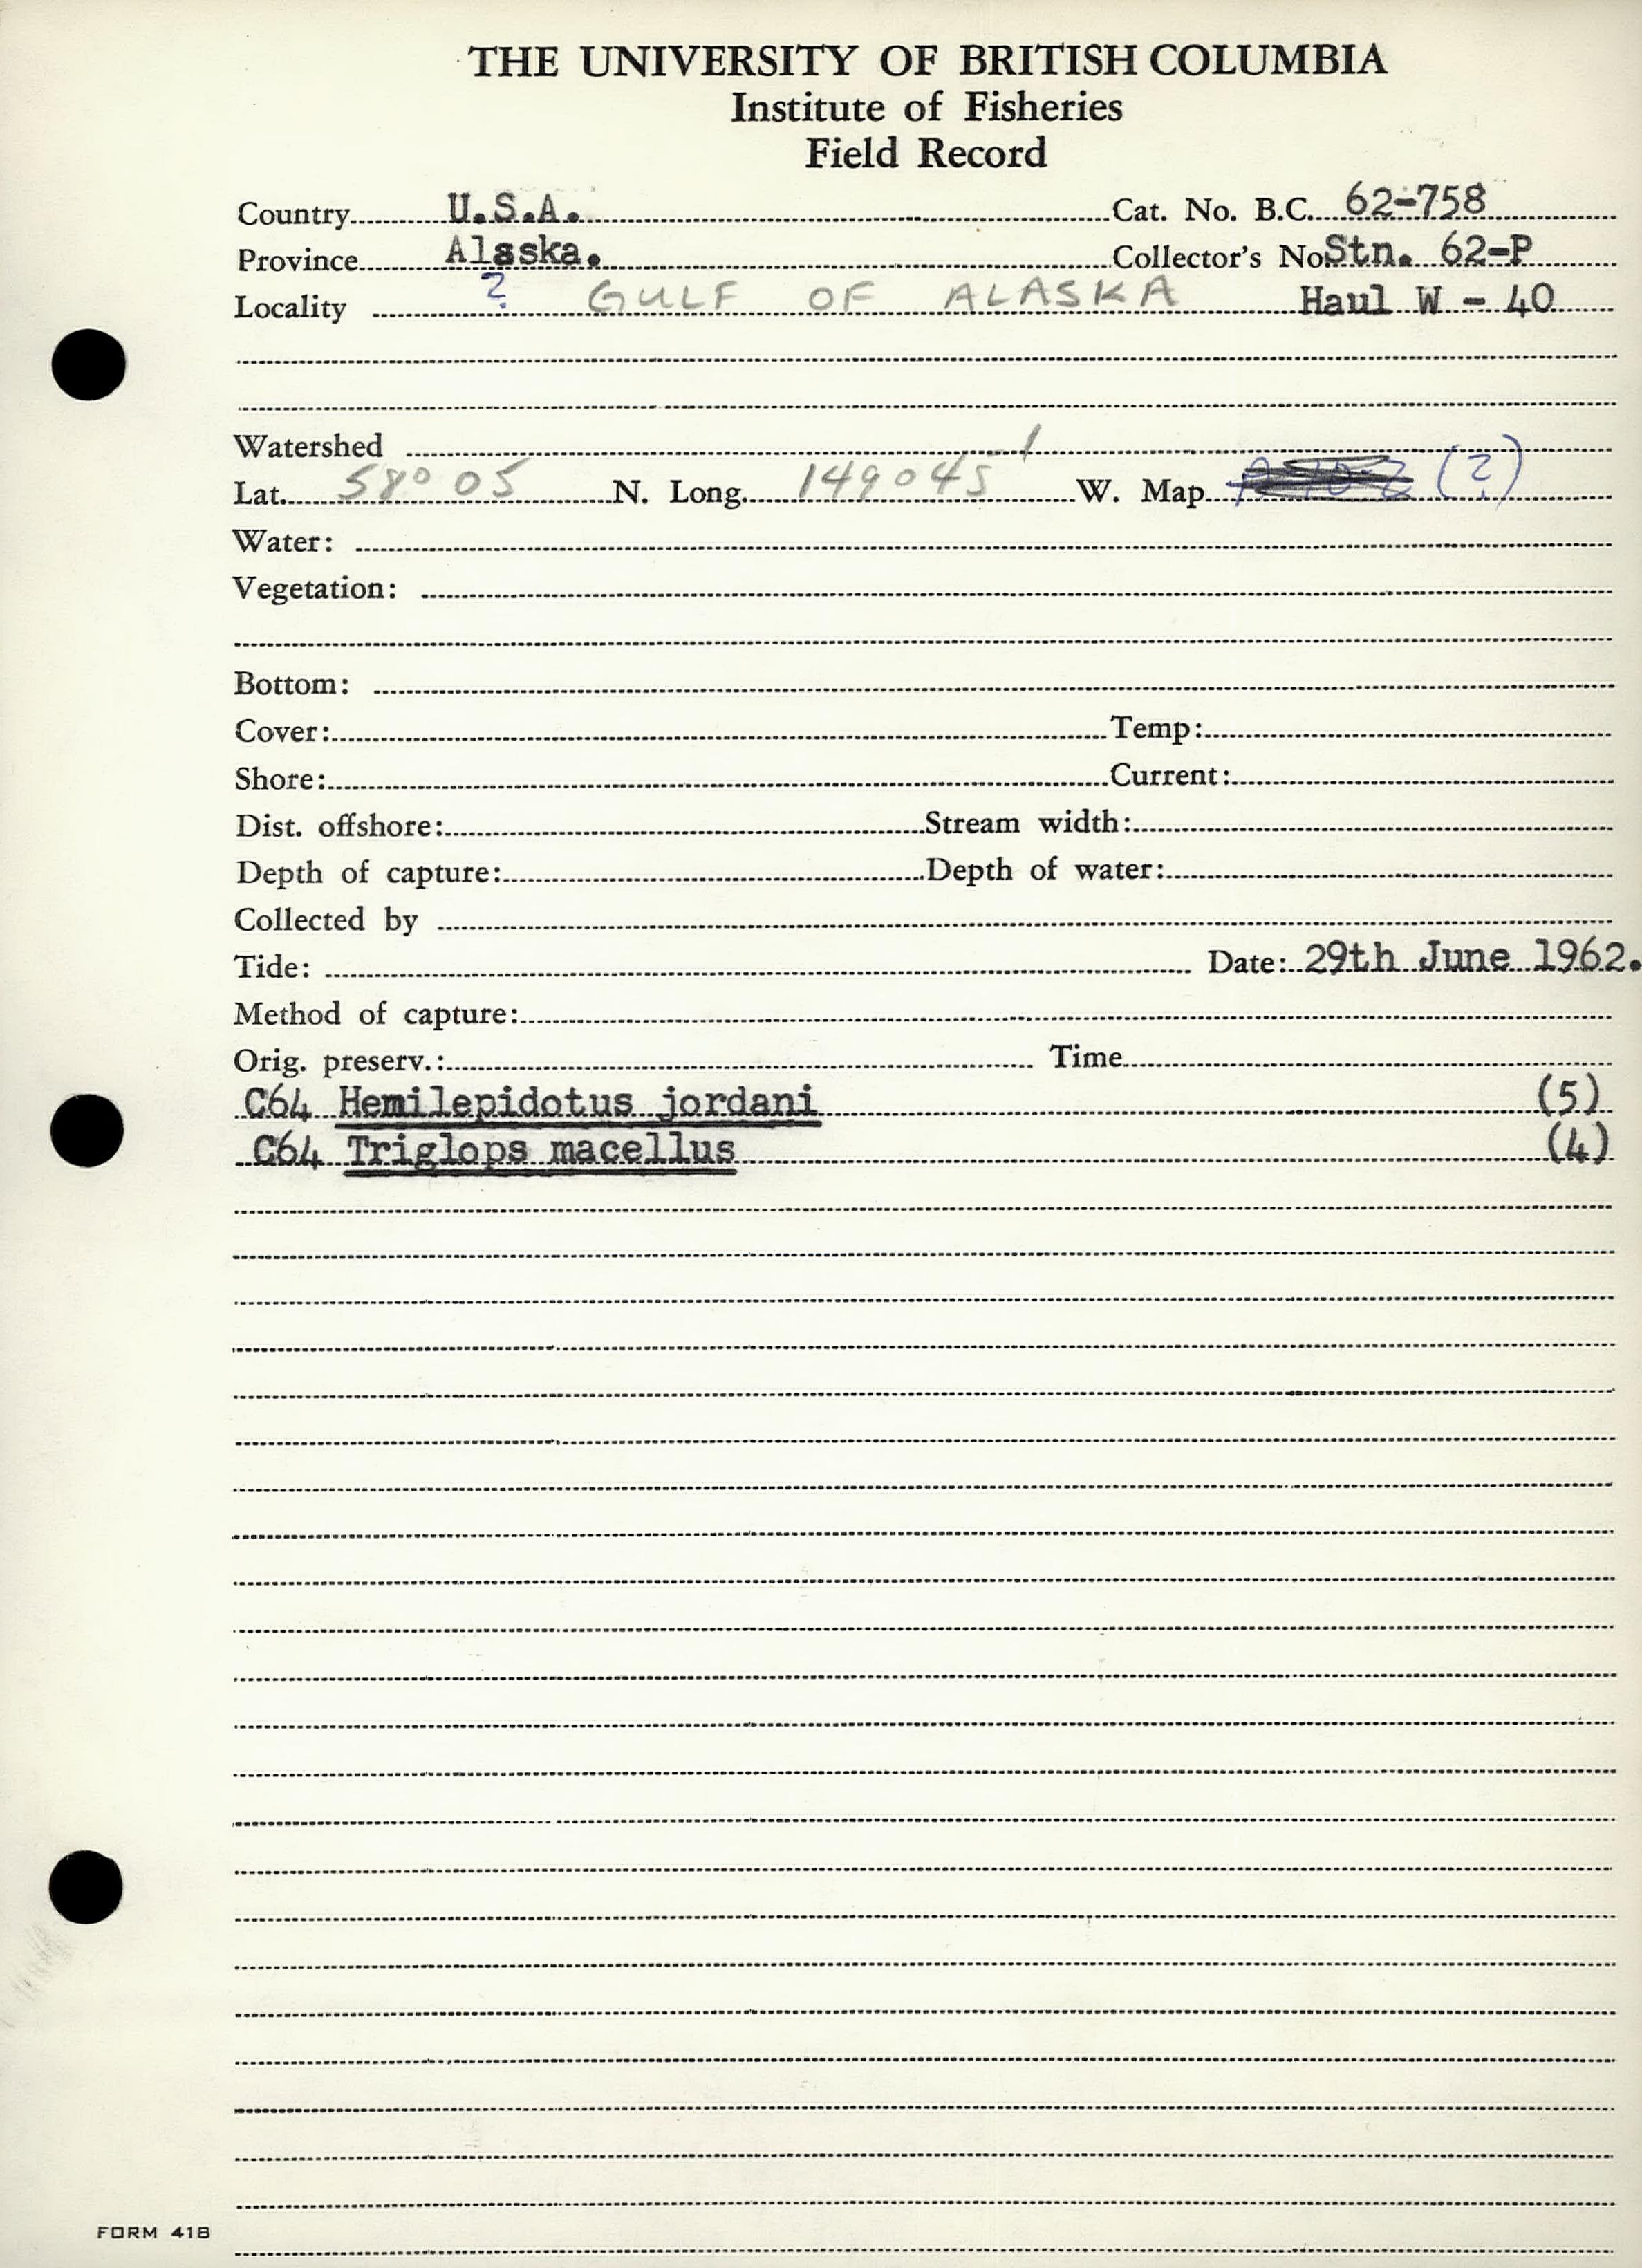 THE UNIVERSITY OF BRITISH COLUMBIA
Institute of Fisheries
Field Record
Country U.S.A. Cat. No. B.C. 62-758
Province Alaska. Collector's No Stn. 62-P
Locality ? GULF OF ALASKA Haul W - 40
Watershed
Lat. 58° 05 N. Long. 149° 45' W. Map (?)
Water:
Vegetation:
Bottom:
Cover: Temp:
Shore: Current:
Dist. offshore: Stream width:
Depth of capture: Depth of water:
Collected by
Tide: Date: 29th June 1962.
Method of capture:
Orig. preserv.: Time
C64 Hemilepidotus jordani (5)
C64 Triglops macellus (4)
FORM 41B